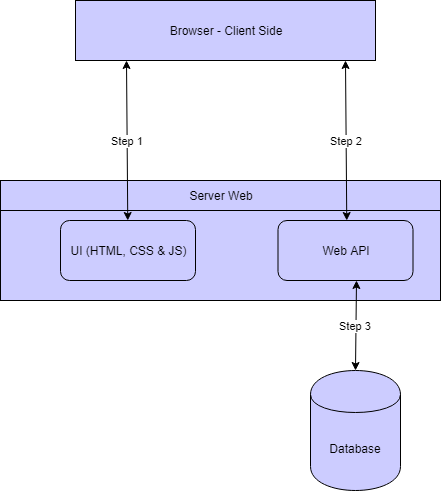 Browser - Client Side
Step 1
Step 2
Server Web
UI (HTML, CSS & JS)
Web API
Step 3
Database